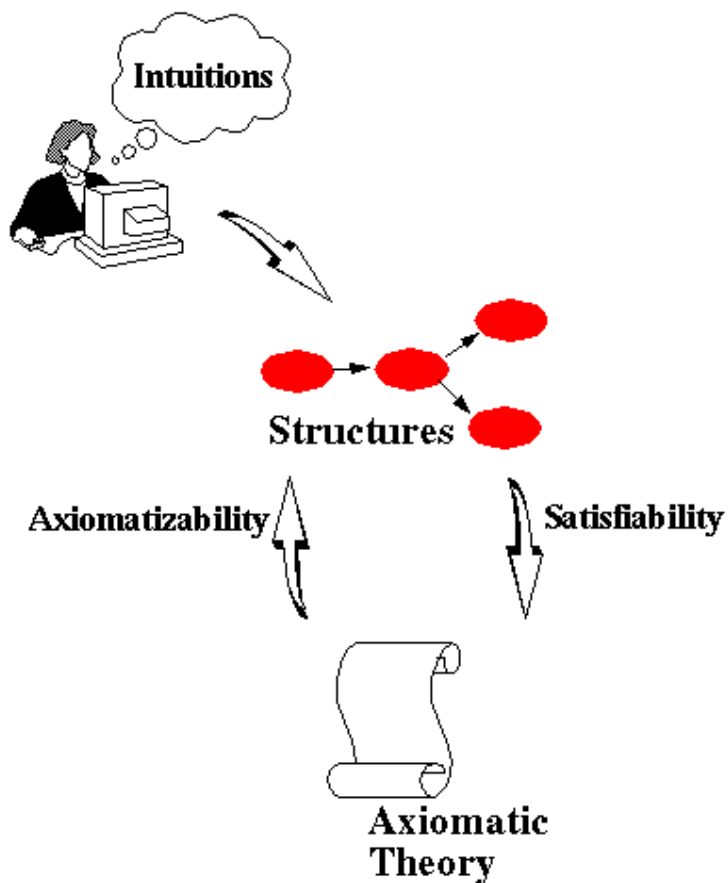 Intuitions
Structures
Axiomatizability
Satisfiability
Axiomatic
Theory